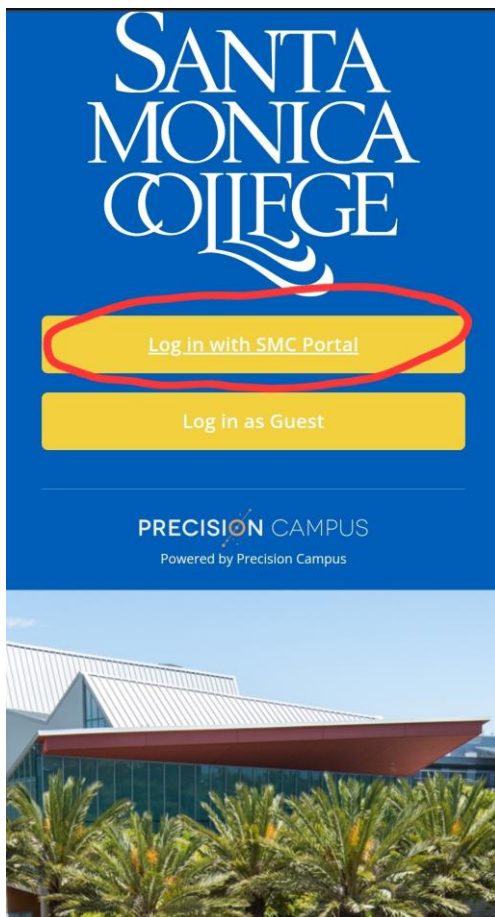 SANTA
MONICA
COLLEGE
Log in with SMC Portal
Log in as Guest
PRECISION CAMPUS
Powered by Precision Campus